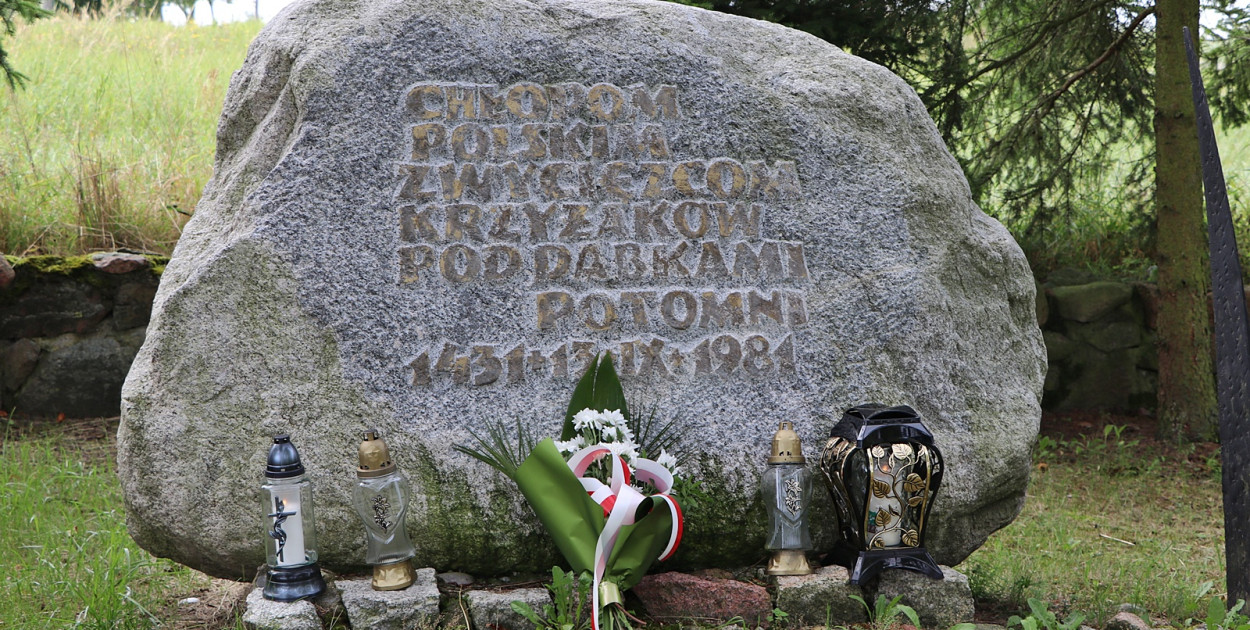 CHŁOPOM
POLSKIM
ZWYCIĘZCOM
KRZYŻAKÓW
POD DĄBKAMI
POTOMNI
1431 • 13 • IX • 1981